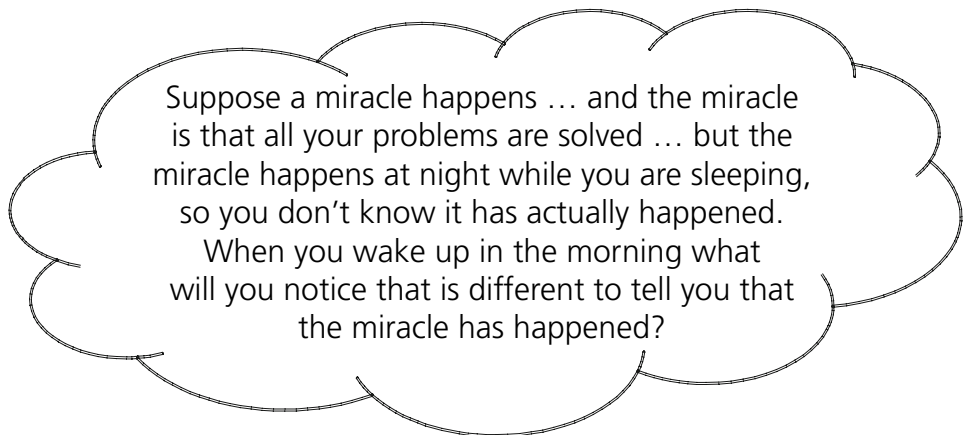 Suppose a miracle happens … and the miracle
is that all your problems are solved … but the
miracle happens at night while you are sleeping,
so you don’t know it has actually happened.
When you wake up in the morning what
will you notice that is different to tell you that
the miracle has happened?